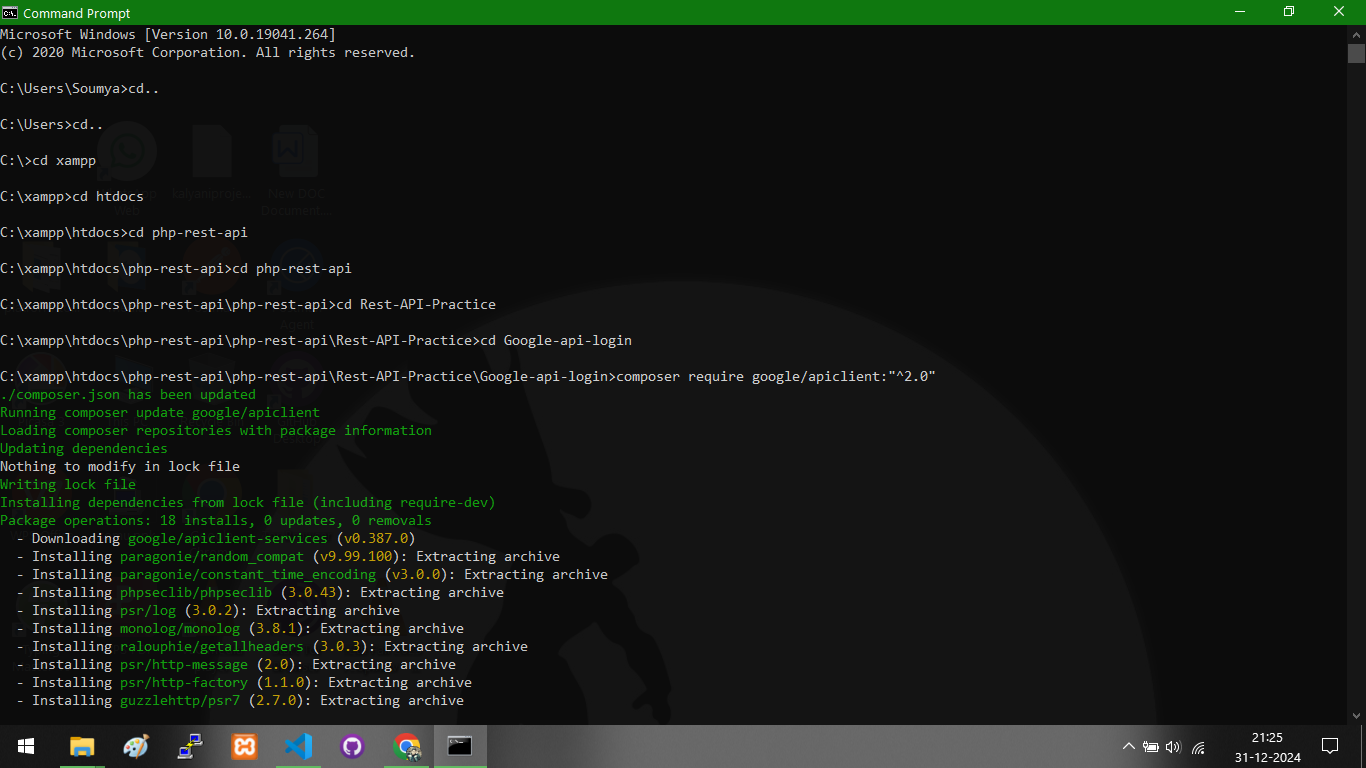 Command Prompt
Microsoft Windows [Version 10.0.19041.264]
(c) 2020 Microsoft Corporation. All rights reserved.
C:\Users\Soumya>cd..
C:\Users>cd..
C:\>cd xampp
C:\xampp>cd htdocs
C:\xampp\htdocs>cd php-rest-api
C:\xampp\htdocs\php-rest-api>cd php-rest-api
C:\xampp\htdocs\php-rest-api\php-rest-api>cd Rest-API-Practice
C:\xampp\htdocs\php-rest-api\php-rest-api\Rest-API-Practice>cd Google-api-login
C:\xampp\htdocs\php-rest-api\php-rest-api\Rest-API-Practice\Google-api-login>composer require google/apiclient:"^2.0"
./composer.json has been updated
Running composer update google/apiclient
Loading composer repositories with package information
Updating dependencies
Nothing to modify in lock file
Writing lock file
Installing dependencies from lock file (including require-dev)
Package operations: 18 installs, 0 updates, 0 removals
- Downloading google/apiclient-services (v0.387.0)
- Installing paragonie/random_compat (v9.99.100): Extracting archive
- Installing paragonie/constant_time_encoding (v3.0.0): Extracting archive
- Installing phpseclib/phpseclib (3.0.43): Extracting archive
- Installing psr/log (3.0.2): Extracting archive
- Installing monolog/monolog (3.8.1): Extracting archive
- Installing ralouphie/getallheaders (3.0.3): Extracting archive
- Installing psr/http-message (2.0): Extracting archive
- Installing psr/http-factory (1.1.0): Extracting archive
- Installing guzzlehttp/psr7 (2.7.0): Extracting archive
21:25
31-12-2024